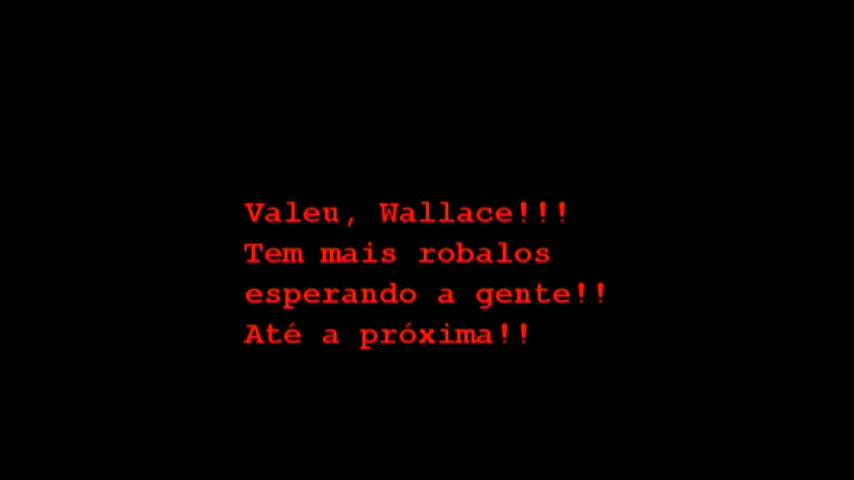 Valeu, Wallace!!!
Tem mais robalos
esperando a gente!!
Até a próxima!!